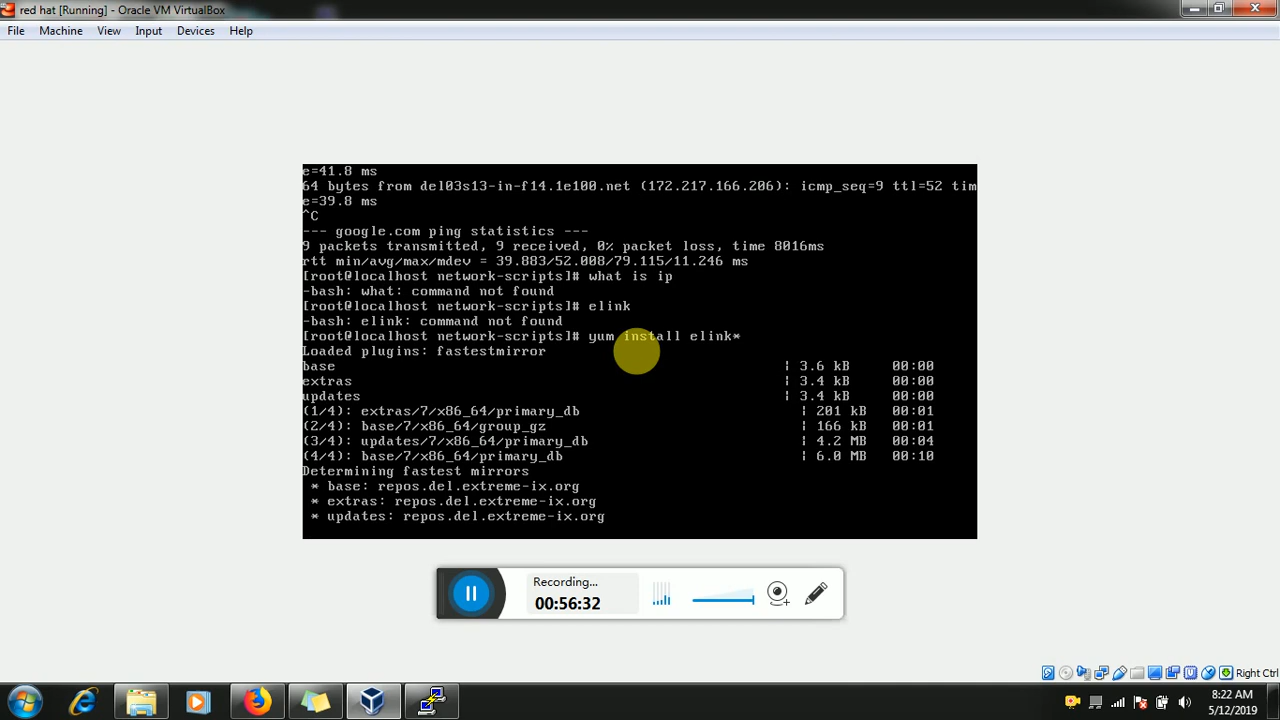 red hat [Running] - Oracle VM VirtualBox
File Machine View Input Devices Help
e=41.8 ms
64 bytes from del03s13-in-f14.1e100.net (172.217.166.206): icmp_seq=9 ttl=52 tim
e=39.8 ms
^C
--- google.com ping statistics ---
9 packets transmitted, 9 received, 0% packet loss, time 8016ms
rtt min/avg/max/mdev = 39.883/52.008/79.115/11.246 ms
[root@localhost network-scripts]# what is ip
-bash: what: command not found
[root@localhost network-scripts]# elink
-bash: elink: command not found
[root@localhost network-scripts]# yum install elink*
Loaded plugins: fastestmirror
base | 3.6 kB 00:00
extras | 3.4 kB 00:00
updates | 3.4 kB 00:00
(1/4): extras/7/x86_64/primary_db | 201 kB 00:01
(2/4): base/7/x86_64/group_gz | 166 kB 00:01
(3/4): updates/7/x86_64/primary_db | 4.2 MB 00:04
(4/4): base/7/x86_64/primary_db | 6.0 MB 00:10
Determining fastest mirrors
* base: repos.del.extreme-ix.org
* extras: repos.del.extreme-ix.org
* updates: repos.del.extreme-ix.org
Recording...
00:56:32
Right Ctrl
8:22 AM
5/12/2019